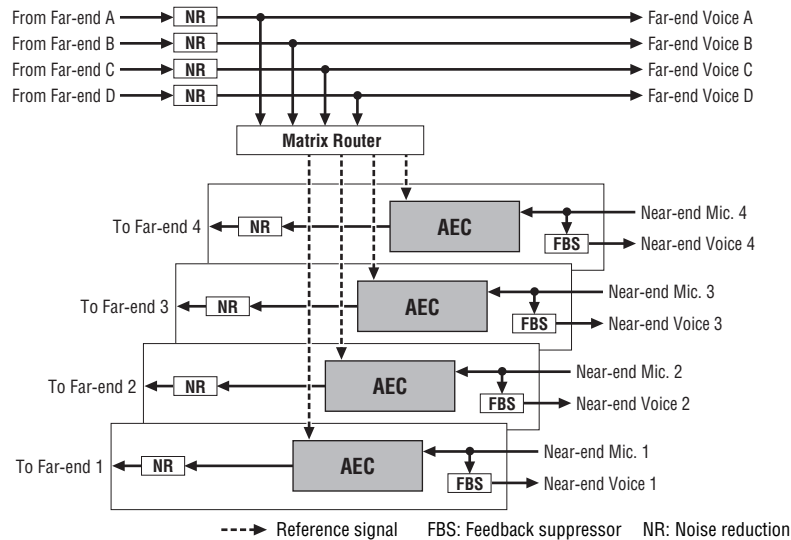 From Far-end A NR Far-end Voice A
From Far-end B NR Far-end Voice B
From Far-end C NR Far-end Voice C
From Far-end D NR Far-end Voice D
Matrix Router
To Far-end 4 NR AEC Near-end Mic. 4
FBS Near-end Voice 4
To Far-end 3 NR AEC Near-end Mic. 3
FBS Near-end Voice 3
To Far-end 2 NR AEC Near-end Mic. 2
FBS Near-end Voice 2
To Far-end 1 NR AEC Near-end Mic. 1
FBS Near-end Voice 1
Reference signal FBS: Feedback suppressor NR: Noise reduction